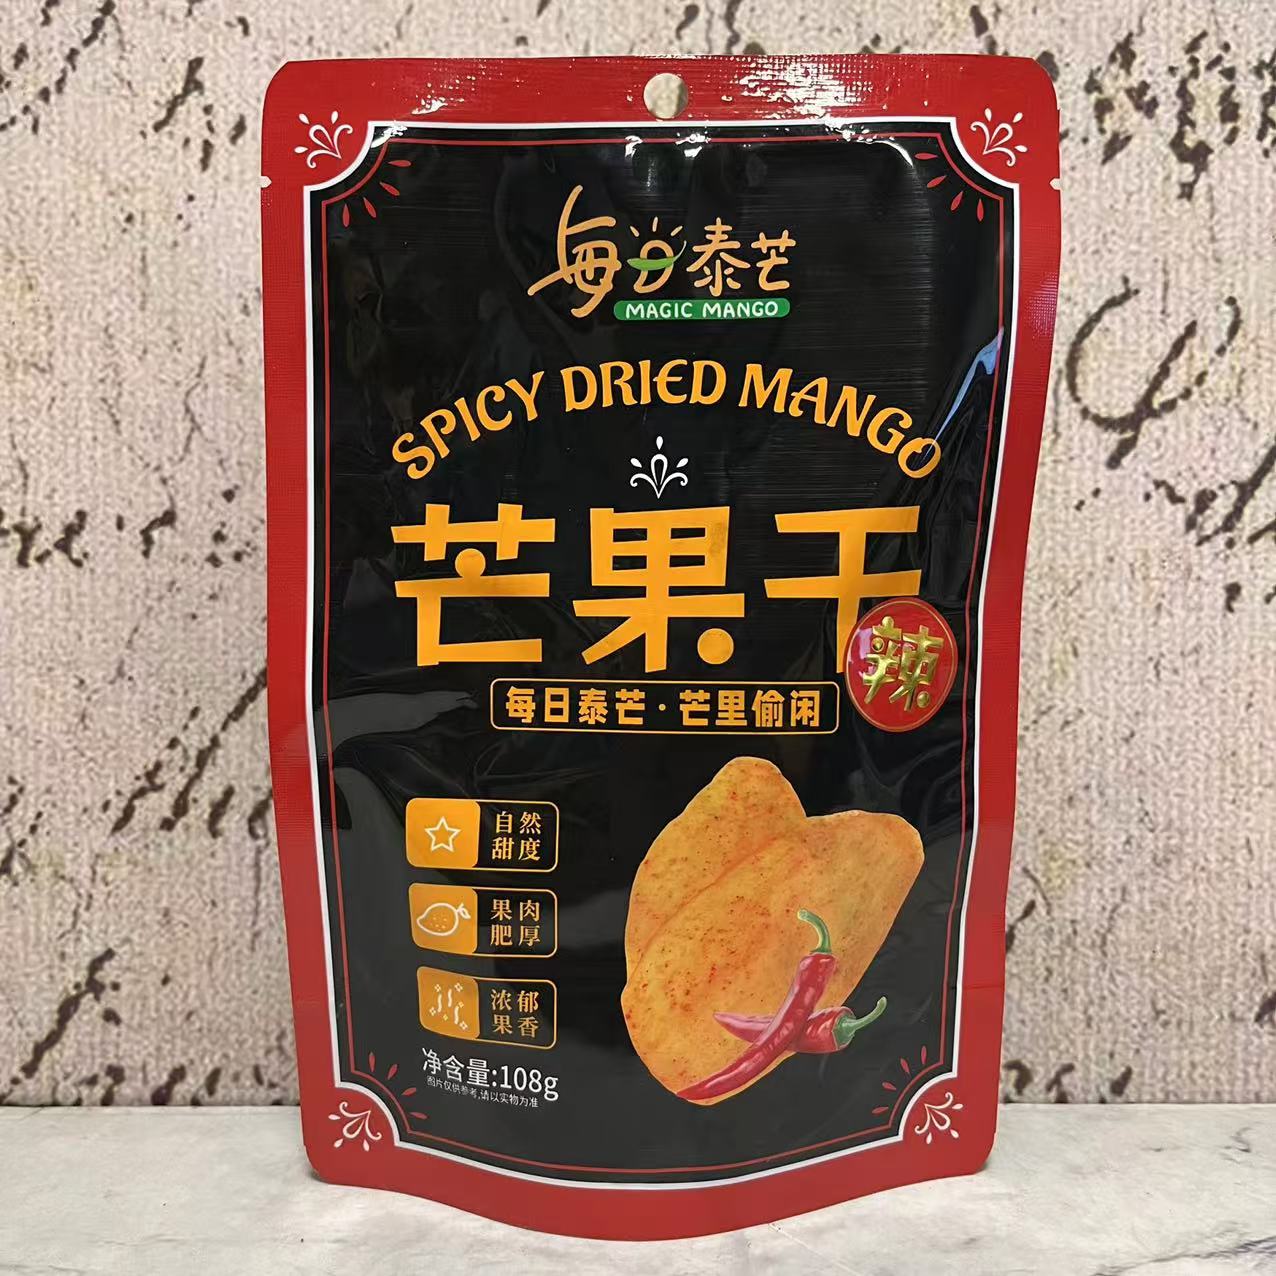 每日泰芒
MAGIC MANGO
SPICY DRIED MANGO
芒果干
辣
每日泰芒·芒里偷闲
自然
甜度
果肉
肥厚
浓郁
果香
净含量:108g
图片仅供参考,请以实物为准